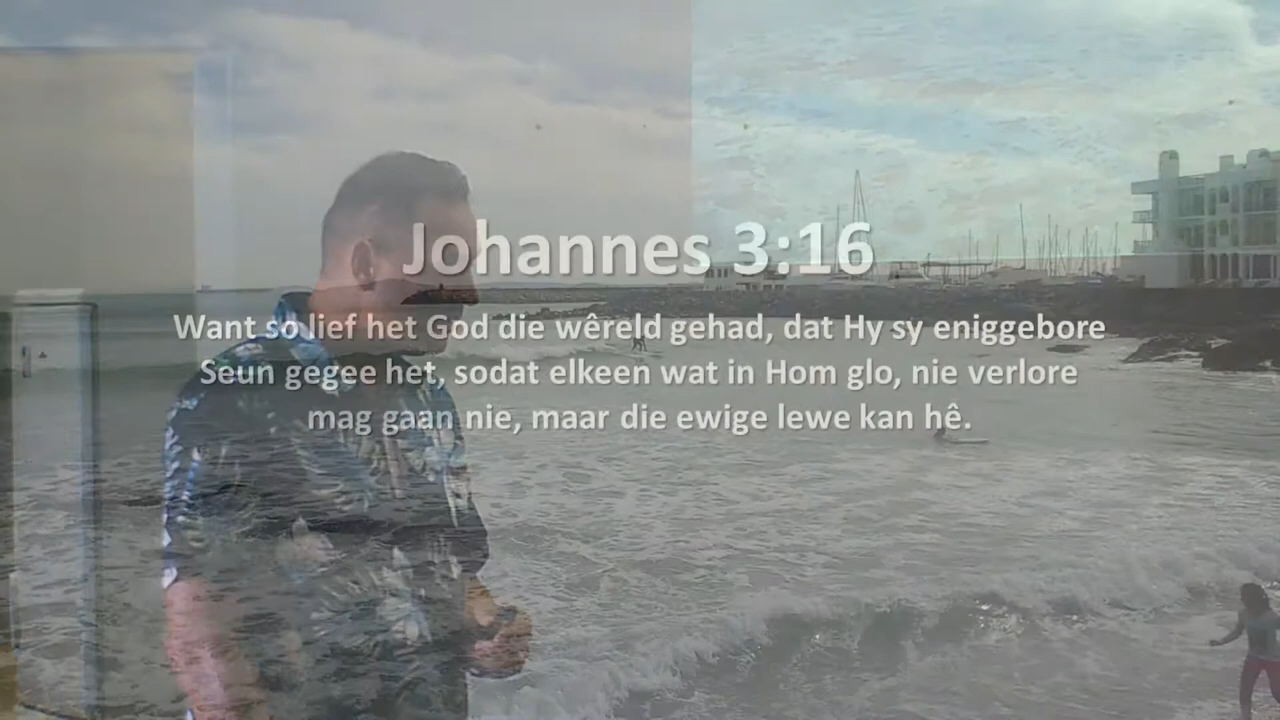 Johannes 3:16
Want so lief het God die wêreld gehad, dat Hy sy eniggebore
Seun gegee het, sodat elkeen wat in Hom glo, nie verlore
mag gaan nie, maar die ewige lewe kan hê.